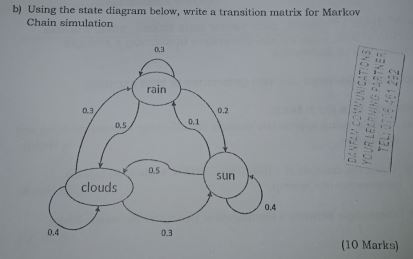 b) Using the state diagram below, write a transition matrix for Markov
Chain simulation
0.3
rain
0.3
0.2
0.5
0.1
0.5
sun
clouds
0.4
0.4
0.3
(10 Marks)
COMMUNICATIONS
YOUR LEARNING PARTNER
TEL: